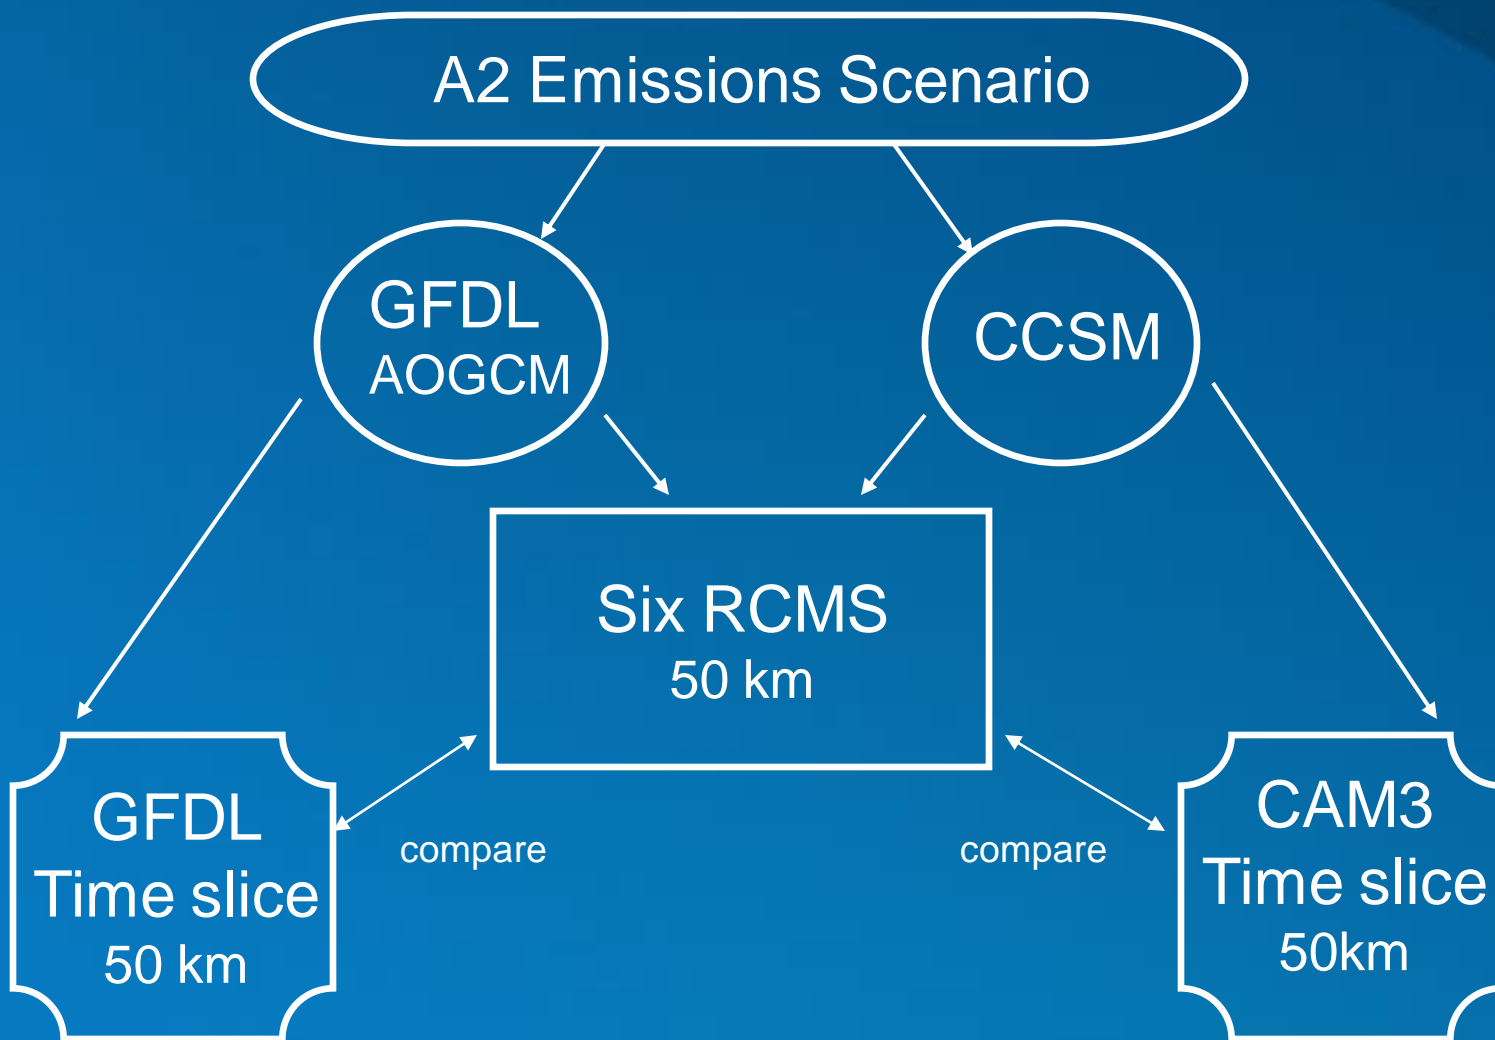 A2 Emissions Scenario
GFDL
AOGCM
CCSM
Six RCMS
50 km
GFDL
Time slice
50 km
compare
compare
CAM3
Time slice
50km